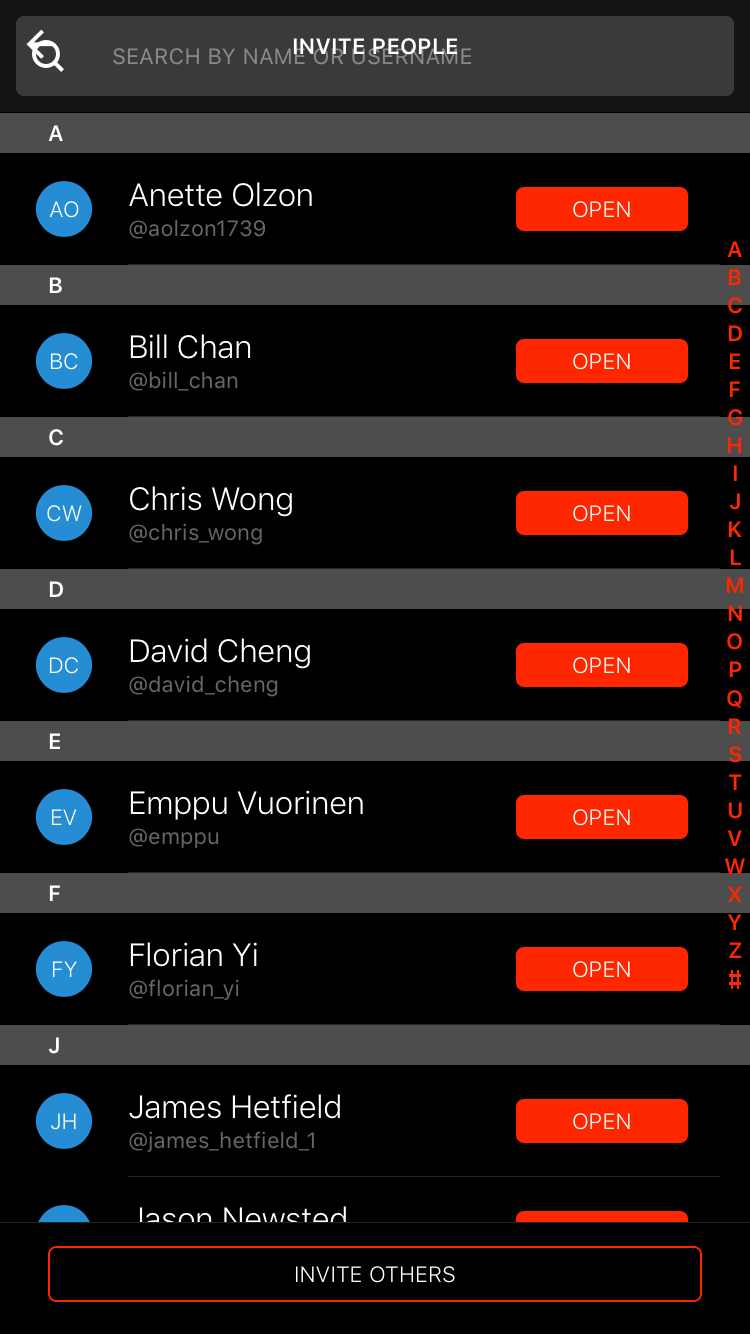 INVITE PEOPLE
SEARCH BY NAME OR USERNAME
A
AO
Anette Olzon
@aolzon1739
OPEN
B
BC
Bill Chan
@bill_chan
OPEN
C
CW
Chris Wong
@chris_wong
OPEN
D
DC
David Cheng
@david_cheng
OPEN
E
EV
Emppu Vuorinen
@emppu
OPEN
F
FY
Florian Yi
@florian_yi
OPEN
J
JH
James Hetfield
@james_hetfield_1
OPEN
Jason Newsted
A
B
C
D
E
F
G
H
I
J
K
L
M
N
O
P
Q
R
S
T
U
V
W
X
Y
Z
#
INVITE OTHERS